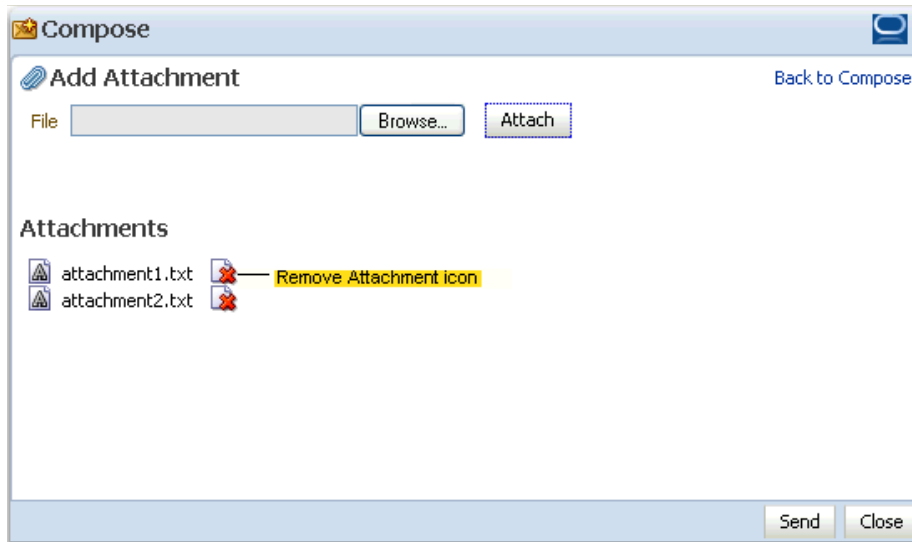 Compose
Add Attachment
Back to Compose
File Browse... Attach
Attachments
attachment1.txt Remove Attachment icon
attachment2.txt
Send Close